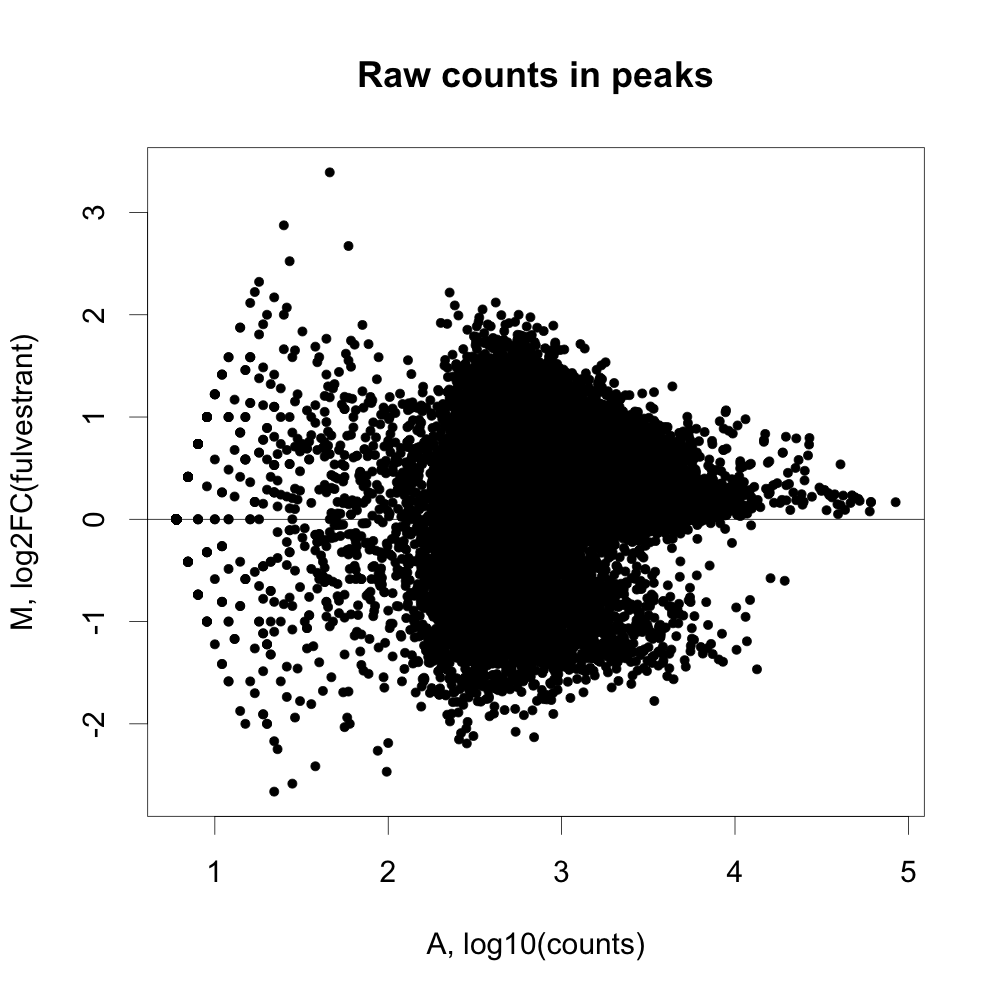 Raw counts in peaks
M, log2FC(fulvestrant)
3
2
1
0
-1
-2
1 2 3 4 5
A, log10(counts)